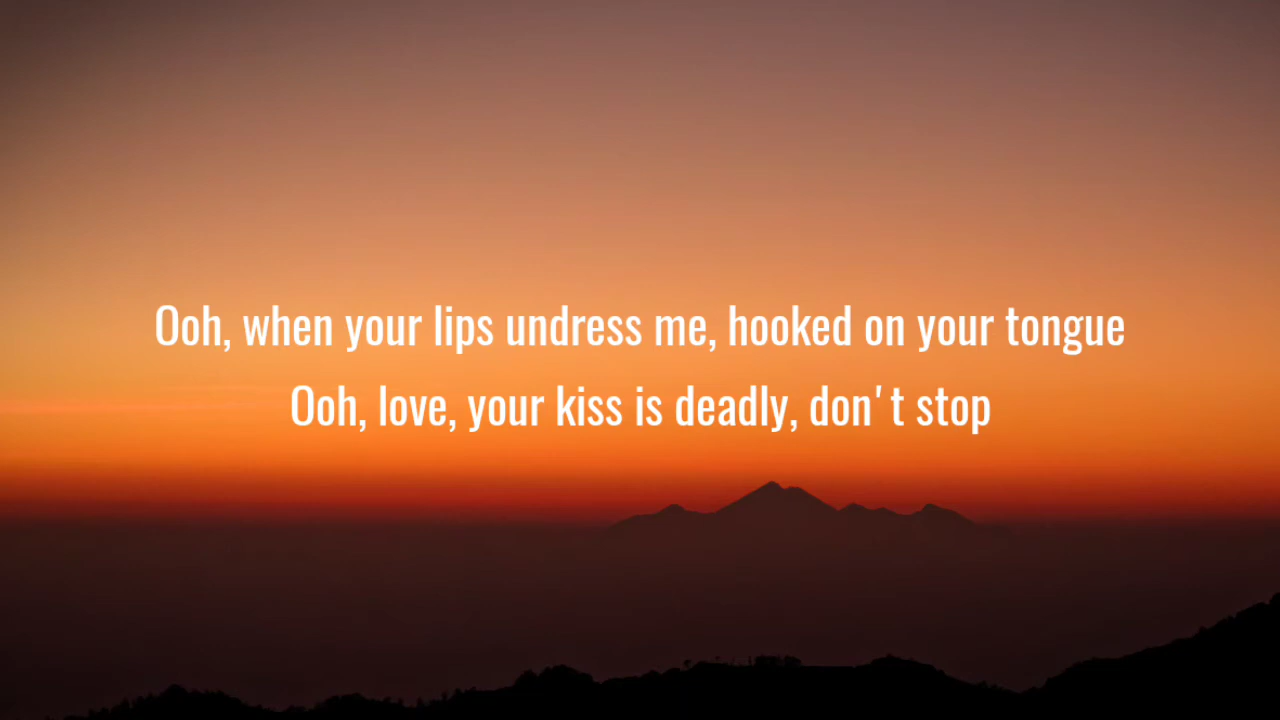 Ooh, when your lips undress me, hooked on your tongue
Ooh, love, your kiss is deadly, don't stop